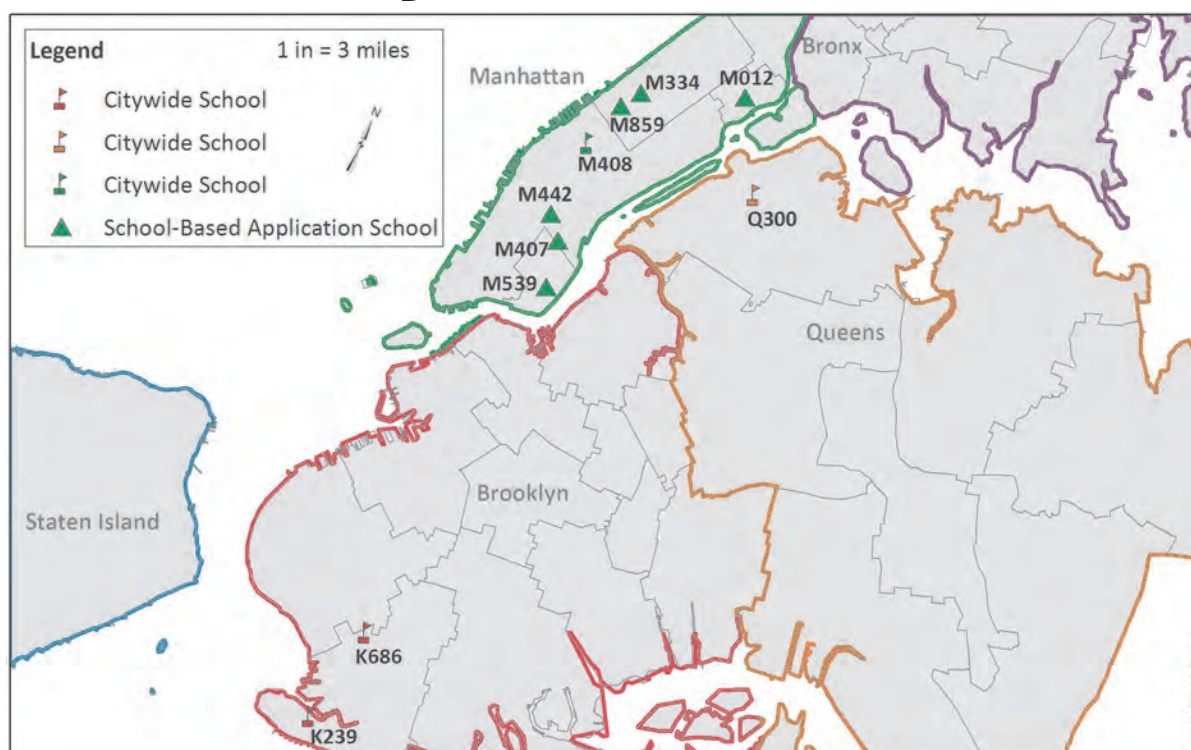 Legend
1 in = 3 miles
Citywide School
Citywide School
Citywide School
School-Based Application School
N
Manhattan
Bronx
M334
M012
M859
M408
M442
Q300
M407
M539
Queens
Brooklyn
Staten Island
K686
K239